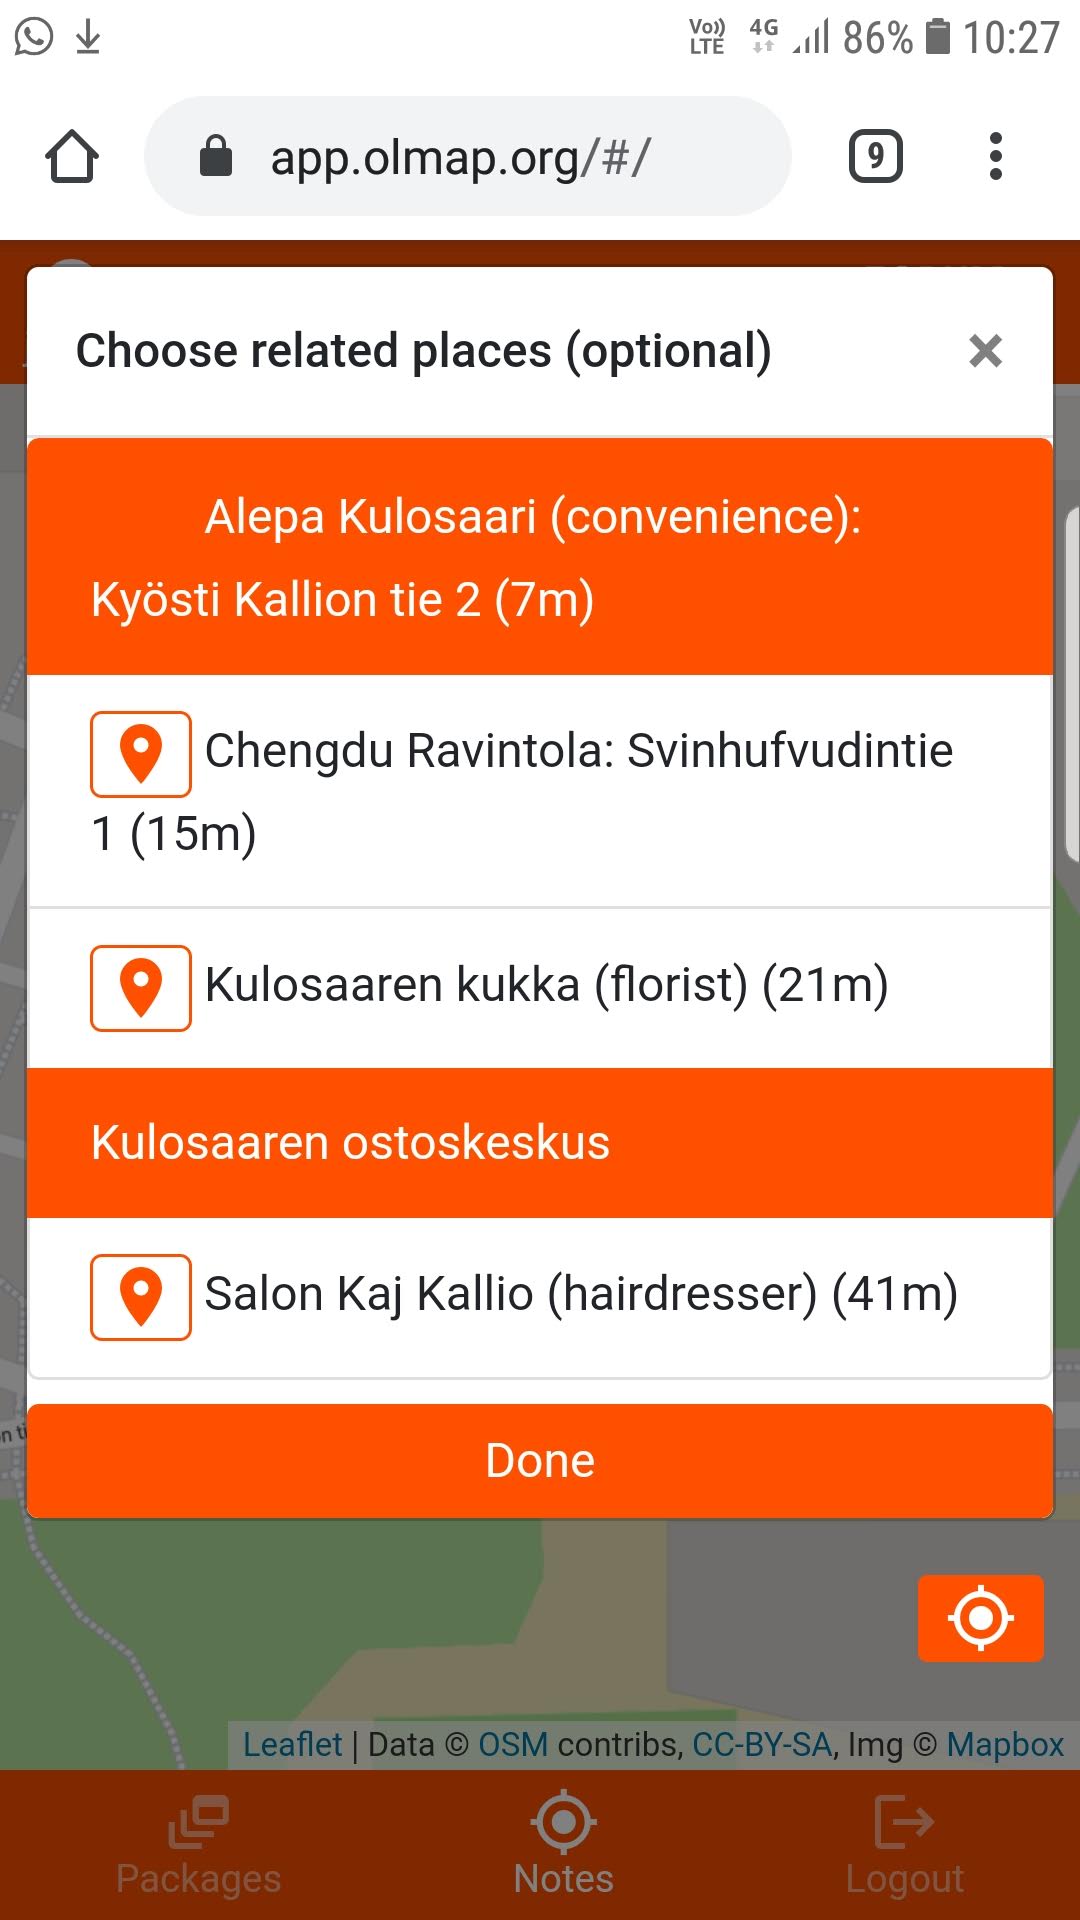 Vo)) LTE 4G 86% 10:27
app.olmap.org/#/
9
Choose related places (optional)
×
Alepa Kulosaari (convenience):
Kyösti Kallion tie 2 (7m)
Chengdu Ravintola: Svinhufvudintie
1 (15m)
Kulosaaren kukka (florist) (21m)
Kulosaaren ostoskeskus
Salon Kaj Kallio (hairdresser) (41m)
Done
Leaflet | Data © OSM contribs, CC-BY-SA, Img © Mapbox
Packages
Notes
Logout